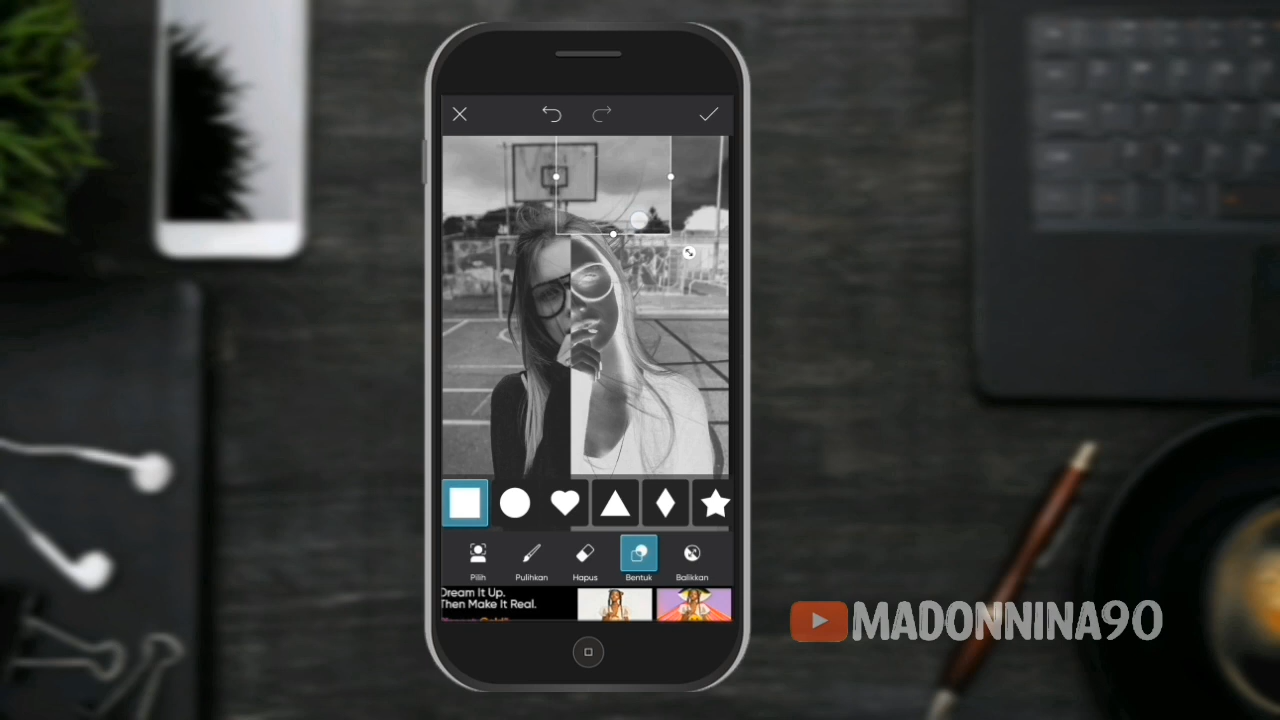 Pilih
Pulihkan
Hapus
Bentuk
Balikkan
Dream It Up.
Then Make It Real.
MADONNINA90